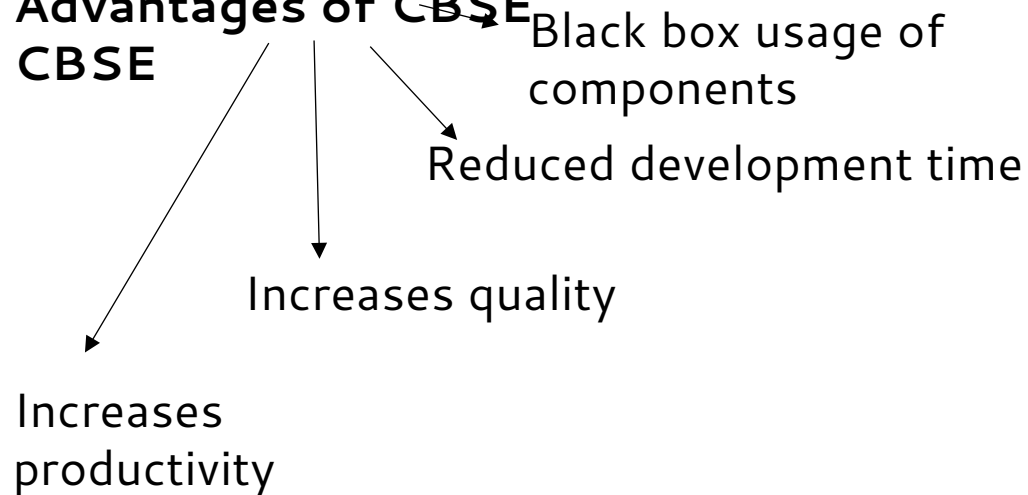 Advantages of CBSE
CBSE
Black box usage of
components
Reduced development time
Increases quality
Increases
productivity